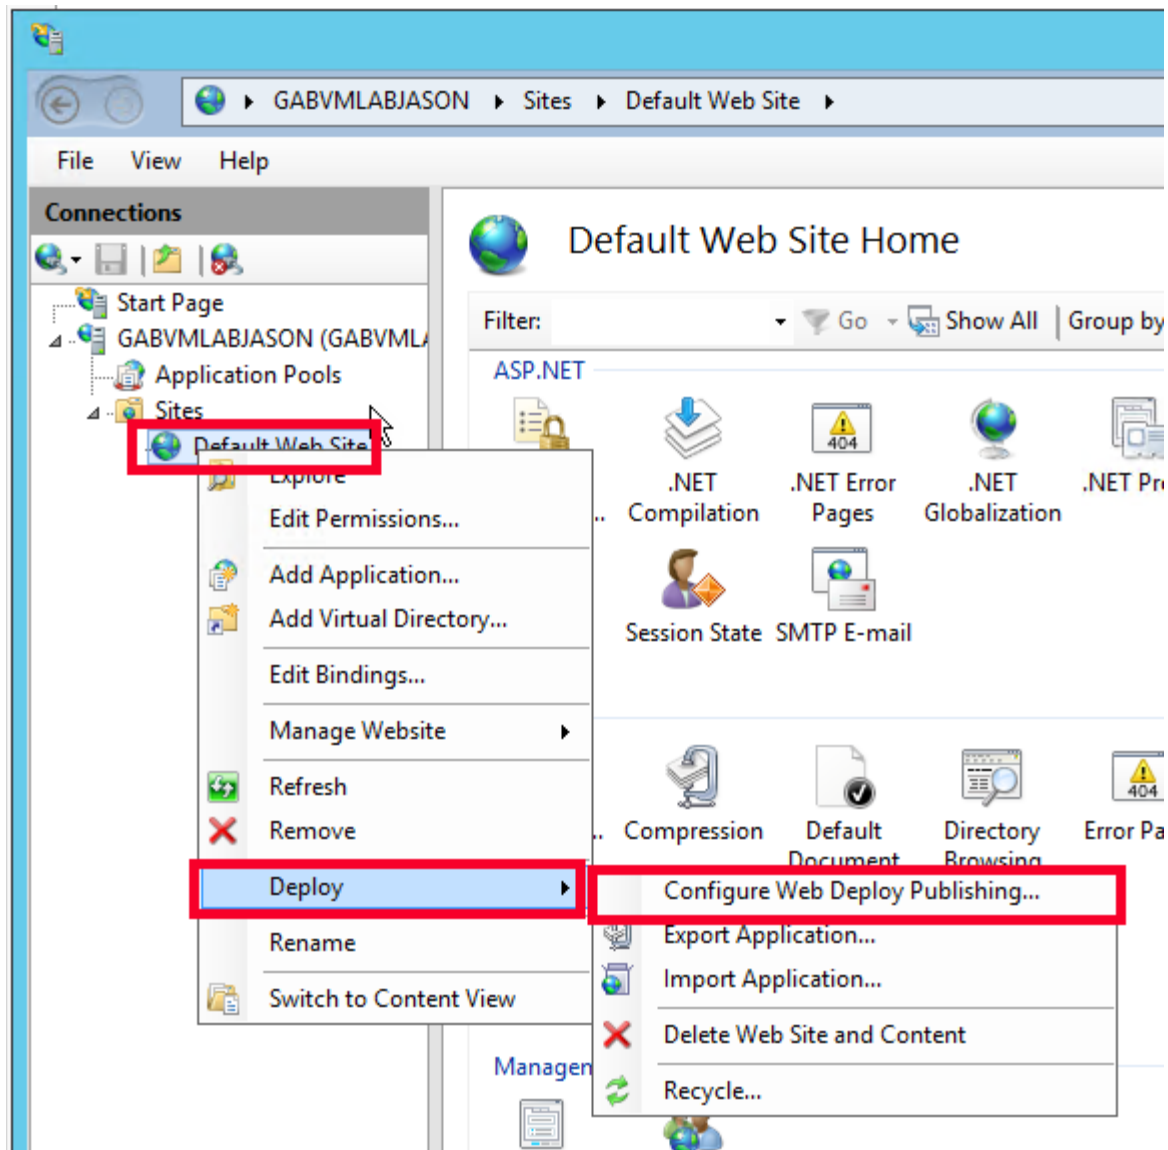 GABVMLABJASON Sites Default Web Site
File View Help
Connections
Start Page
GABVMLABJASON (GABVMLA
Application Pools
Sites
Default Web Site
Explore
Edit Permissions...
Add Application...
Add Virtual Directory...
Edit Bindings...
Manage Website
Refresh
Remove
Deploy
Rename
Switch to Content View
Configure Web Deploy Publishing...
Export Application...
Import Application...
Delete Web Site and Content
Recycle...
Default Web Site Home
Filter: Go Show All Group by
ASP.NET
.NET
Compilation
.NET Error
Pages
.NET
Globalization
.NET Pr
Session State
SMTP E-mail
Compression
Default
Document
Directory
Browsing
Error Pa
Managem